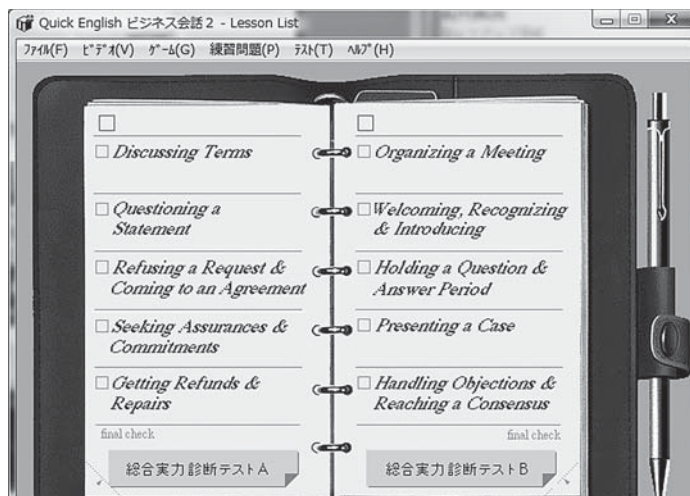 Quick English ビジネス会話2 - Lesson List
ファイル(F) ビデオ(V) ゲーム(G) 練習問題(P) テスト(T) ヘルプ(H)
Discussing Terms
Questioning a
Statement
Refusing a Request &
Coming to an Agreement
Seeking Assurances &
Commitments
Getting Refunds &
Repairs
final check
総合実力診断テストA
Organizing a Meeting
Welcoming, Recognizing
& Introducing
Holding a Question &
Answer Period
Presenting a Case
Handling Objections &
Reaching a Consensus
final check
総合実力診断テストB